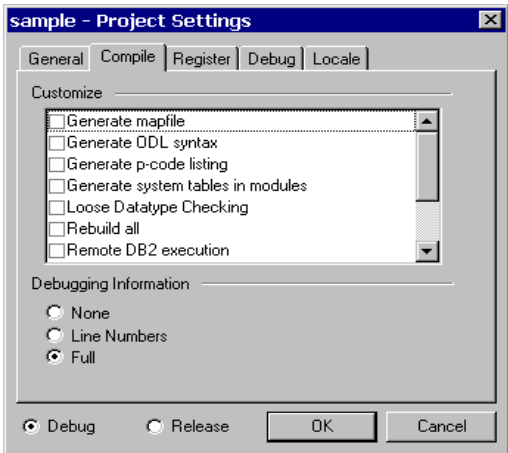 sample - Project Settings
General Compile Register Debug Locale
Customize
Generate mapfile
Generate ODL syntax
Generate p-code listing
Generate system tables in modules
Loose Datatype Checking
Rebuild all
Remote DB2 execution
Debugging Information
None
Line Numbers
Full
Debug Release OK Cancel